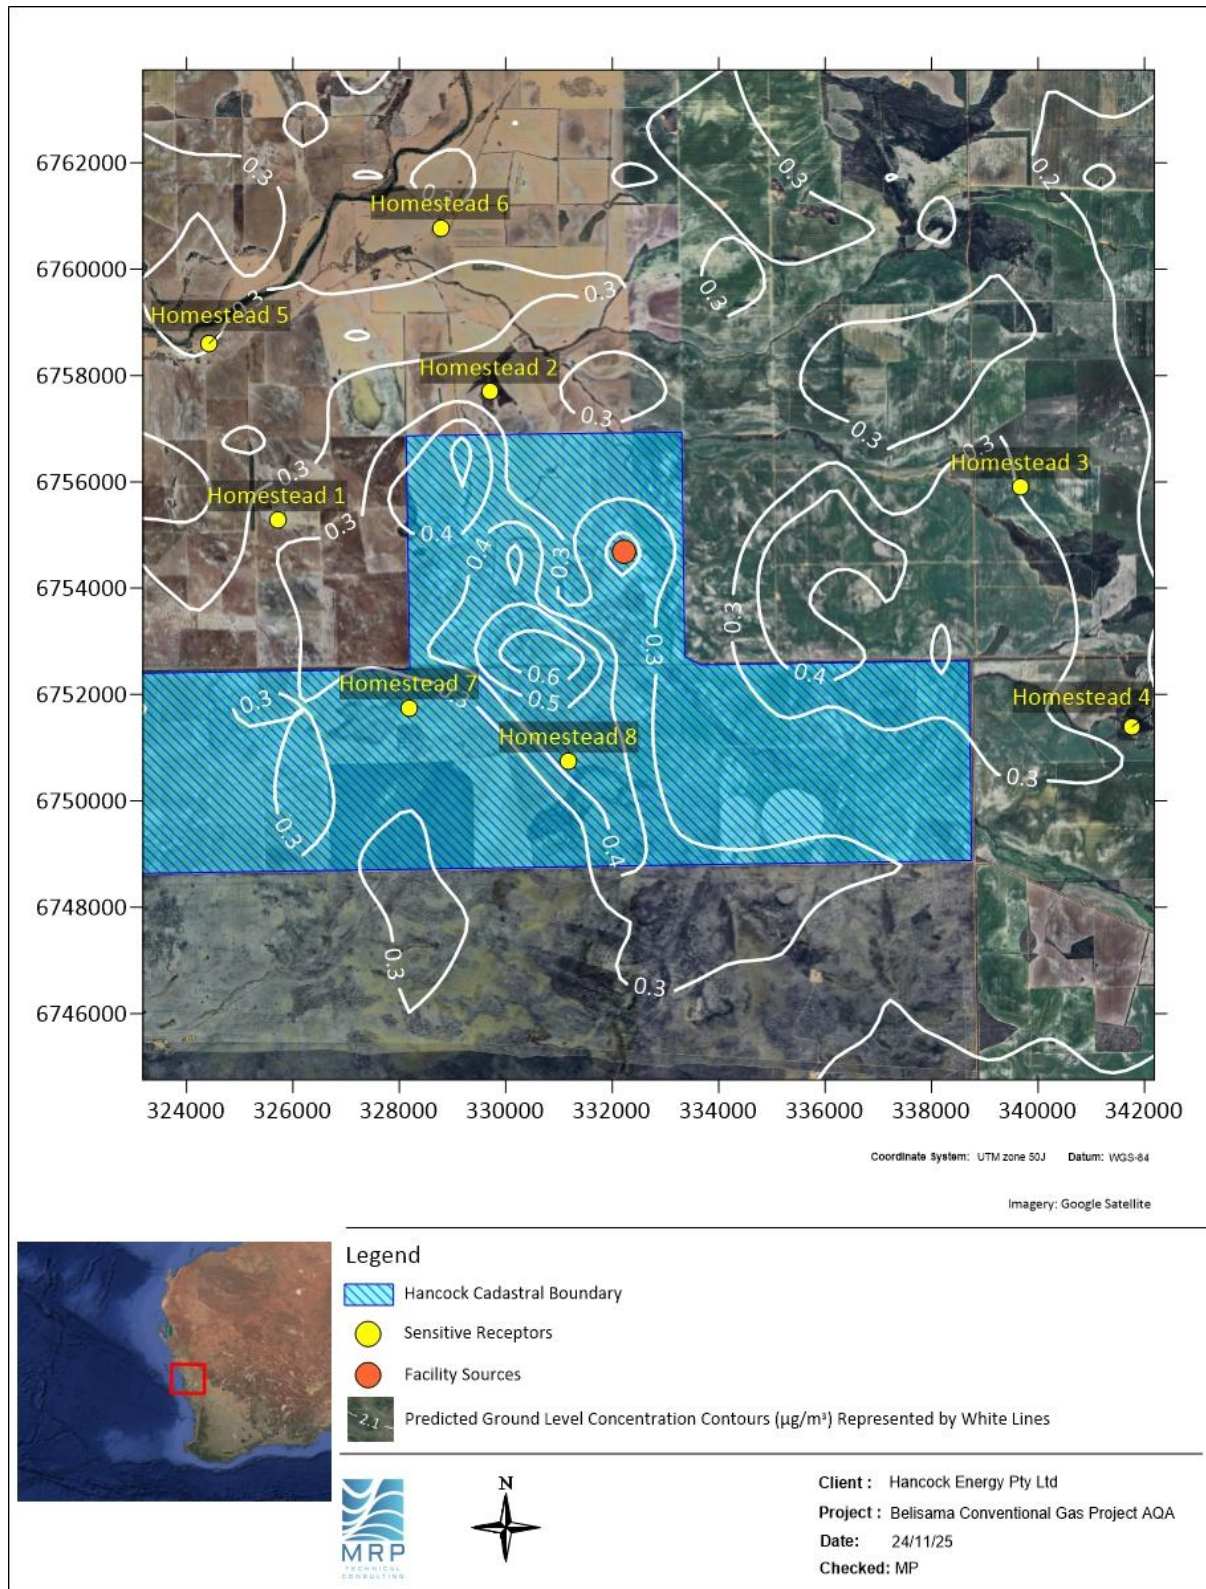 6762000
6760000
6758000
6756000
6754000
6752000
6750000
6748000
6746000
0.3
0.3
0.2
0.3
Homestead 6
0.3
0.3
0.3
Homestead 5
Homestead 2
0.3
0.3
0.3
Homestead 3
0.3
Homestead 1
0.3
0.4
0.4
0.3
0.3
0.3
0.4
0.6
0.5
Homestead 7
0.3
Homestead 4
Homestead 8
0.3
0.3
0.4
0.3
0.3
324000 326000 328000 330000 332000 334000 336000 338000 340000 342000
Coordinate System: UTM zone 50J Datum: WGS-84
Imagery: Google Satellite
Legend
Hancock Cadastral Boundary
Sensitive Receptors
Facility Sources
2.1
Predicted Ground Level Concentration Contours (µg/m³) Represented by White Lines
MRP
TECHNICAL
CONSULTING
N
Client : Hancock Energy Pty Ltd
Project : Belisama Conventional Gas Project AQA
Date: 24/11/25
Checked: MP